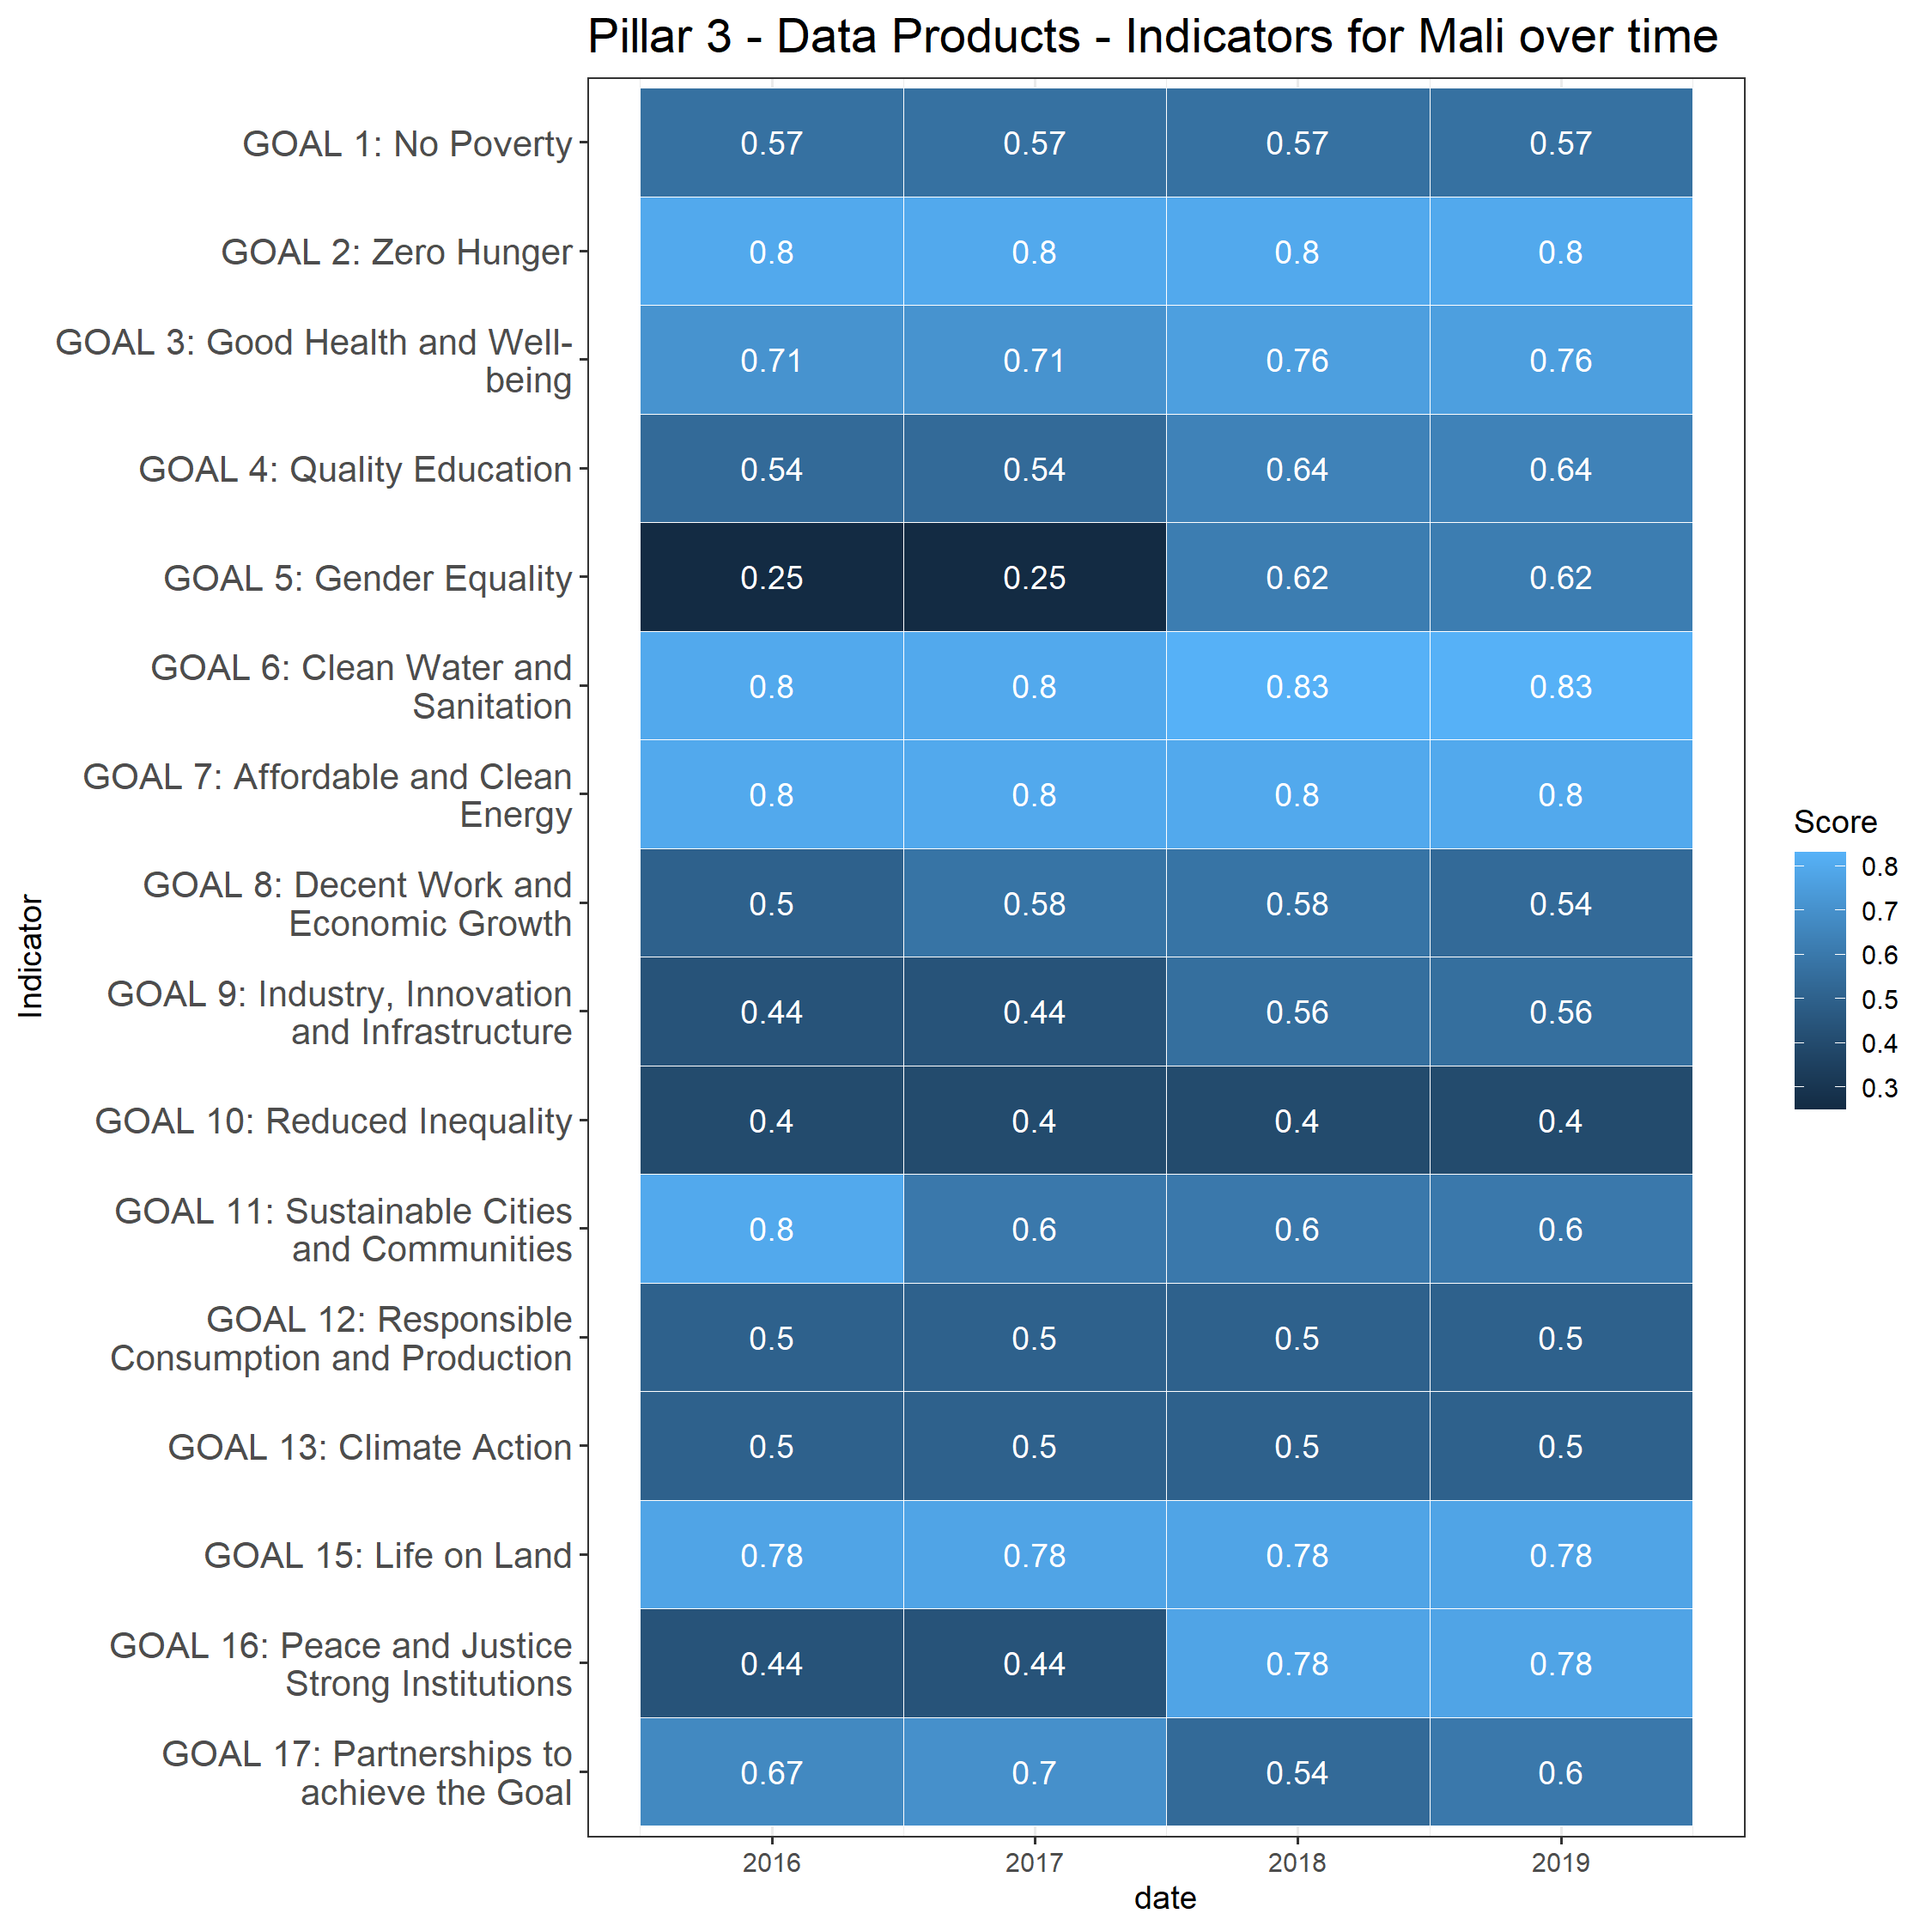 Pillar 3 - Data Products - Indicators for Mali over time
Indicator
GOAL 1: No Poverty
0.57 0.57 0.57 0.57
GOAL 2: Zero Hunger
0.8 0.8 0.8 0.8
GOAL 3: Good Health and Well-
being
0.71 0.71 0.76 0.76
GOAL 4: Quality Education
0.54 0.54 0.64 0.64
GOAL 5: Gender Equality
0.25 0.25 0.62 0.62
GOAL 6: Clean Water and
Sanitation
0.8 0.8 0.83 0.83
GOAL 7: Affordable and Clean
Energy
0.8 0.8 0.8 0.8
GOAL 8: Decent Work and
Economic Growth
0.5 0.58 0.58 0.54
GOAL 9: Industry, Innovation
and Infrastructure
0.44 0.44 0.56 0.56
GOAL 10: Reduced Inequality
0.4 0.4 0.4 0.4
GOAL 11: Sustainable Cities
and Communities
0.8 0.6 0.6 0.6
GOAL 12: Responsible
Consumption and Production
0.5 0.5 0.5 0.5
GOAL 13: Climate Action
0.5 0.5 0.5 0.5
GOAL 15: Life on Land
0.78 0.78 0.78 0.78
GOAL 16: Peace and Justice
Strong Institutions
0.44 0.44 0.78 0.78
GOAL 17: Partnerships to
achieve the Goal
0.67 0.7 0.54 0.6
2016 2017 2018 2019
date
Score
0.8
0.7
0.6
0.5
0.4
0.3